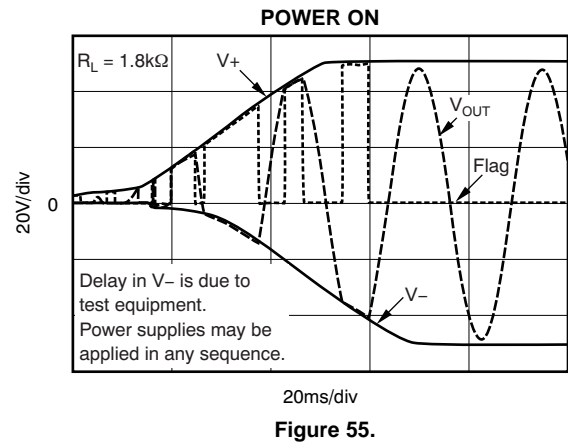 POWER ON
R_L = 1.8kΩ
V+
V_OUT
Flag
20V/div
0
V−
Delay in V− is due to
test equipment.
Power supplies may be
applied in any sequence.
20ms/div
Figure 55.